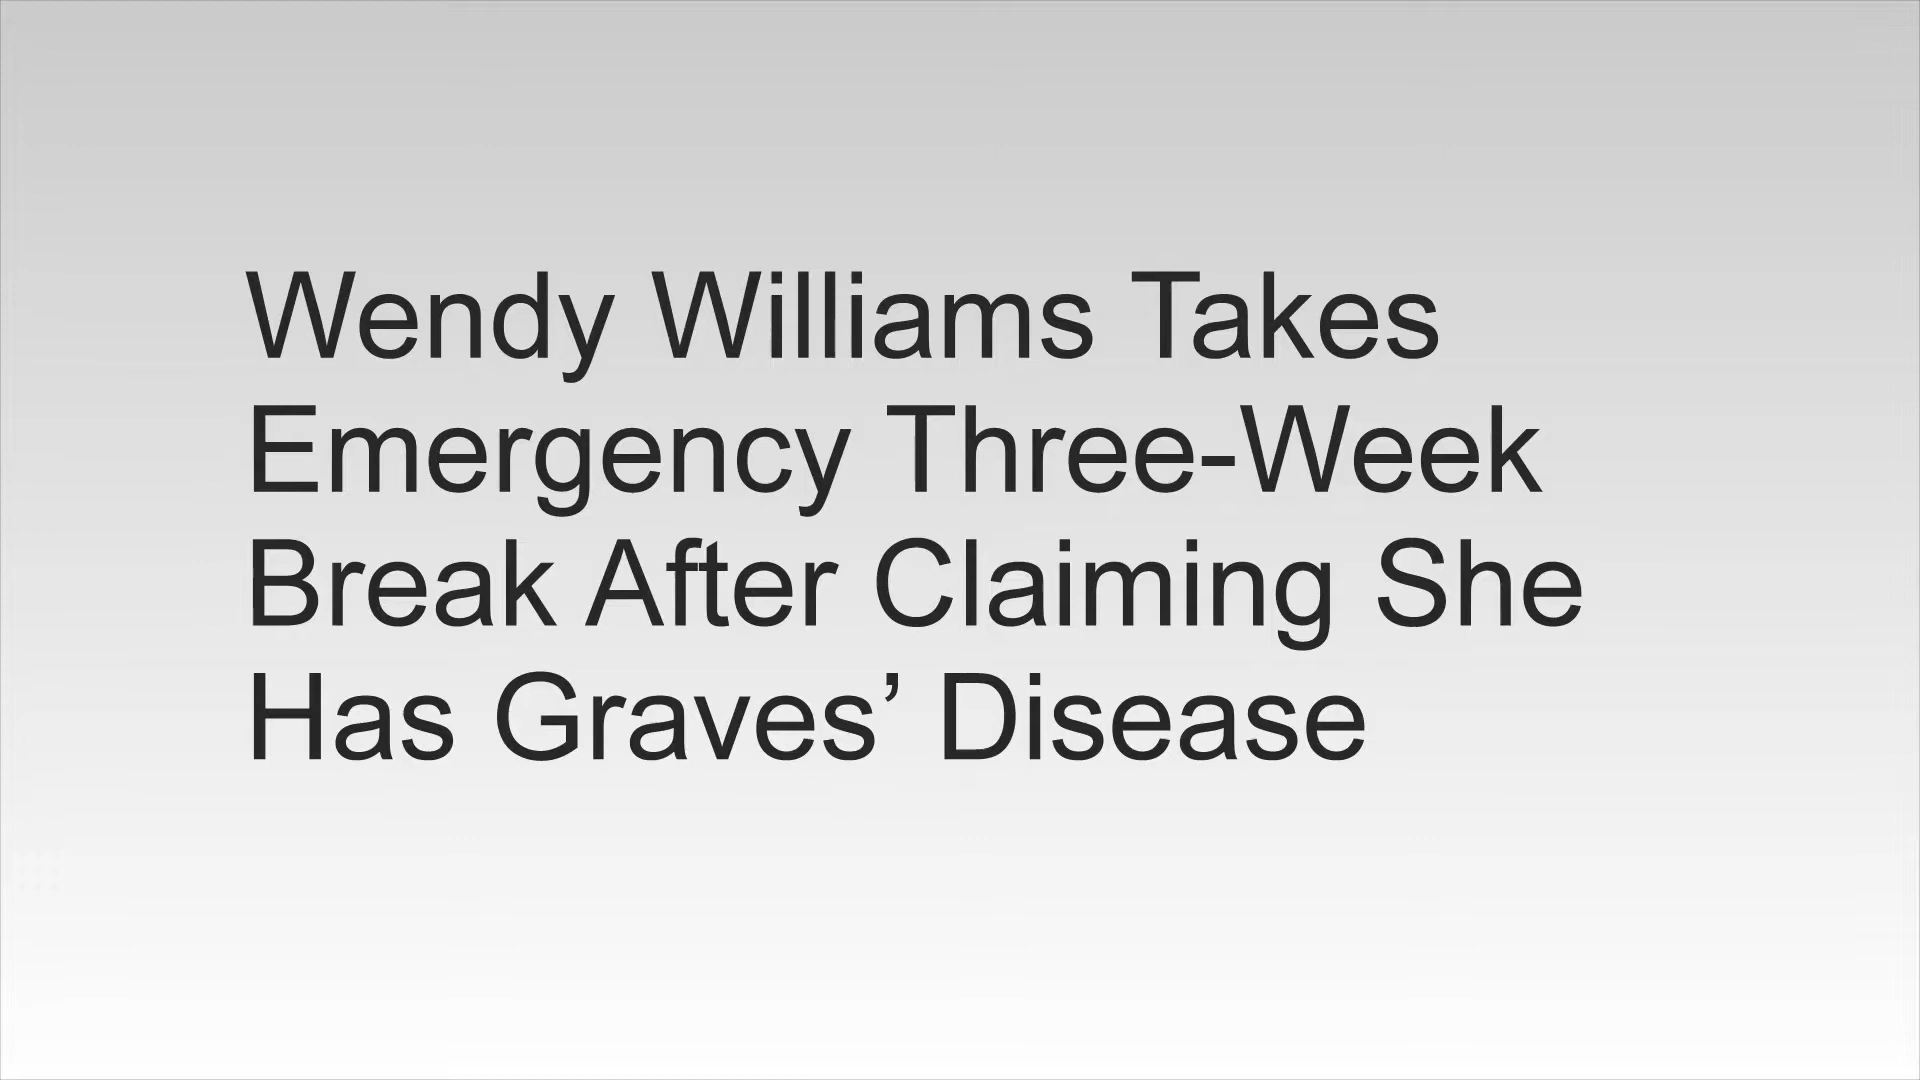 Wendy Williams Takes
Emergency Three-Week
Break After Claiming She
Has Graves’ Disease